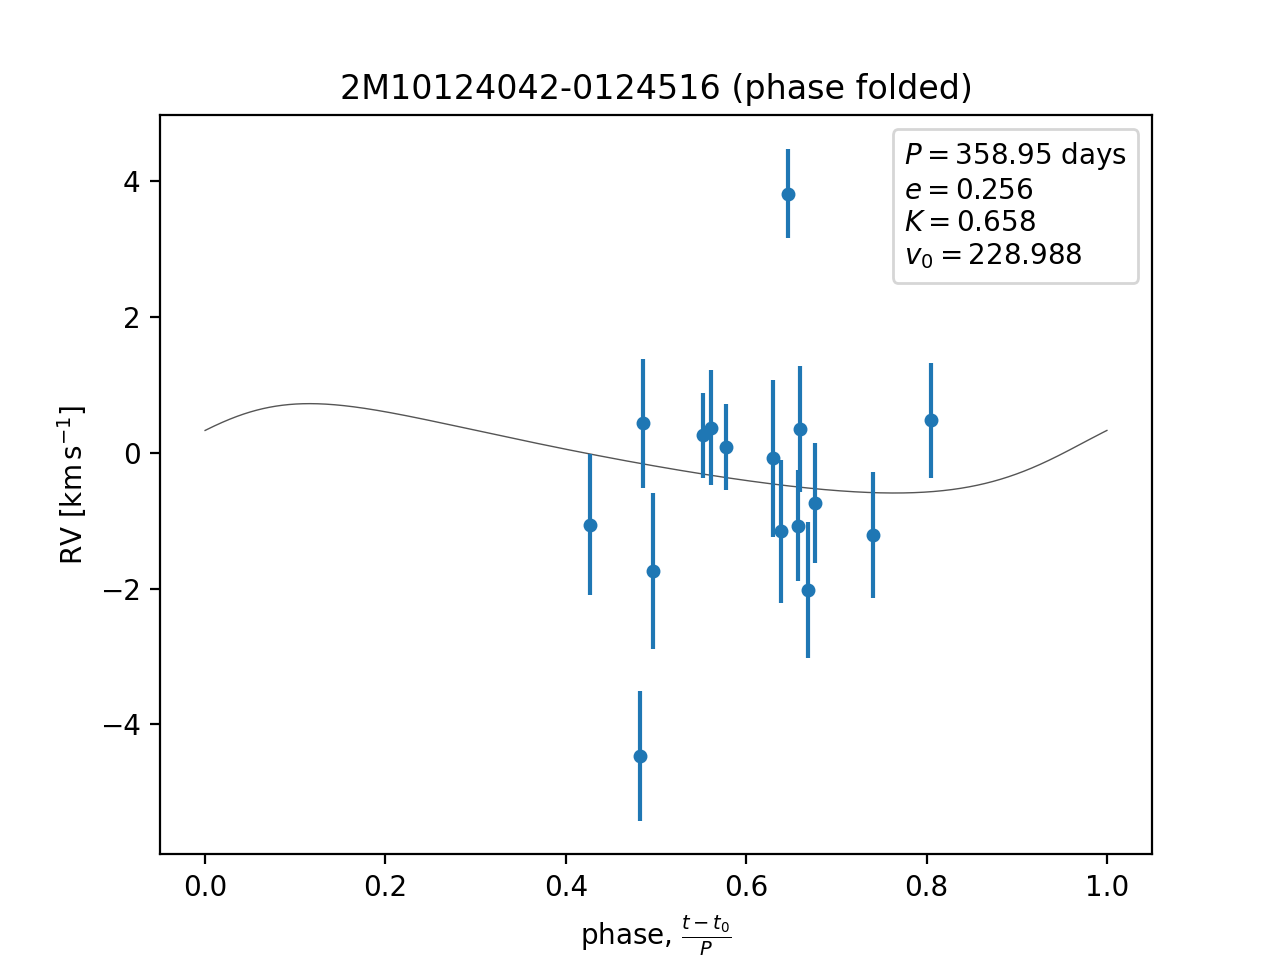 2M10124042-0124516 (phase folded)
P = 358.95 days
e = 0.256
K = 0.658
v₀ = 228.988
4
2
0
−2
−4
RV [km s⁻¹]
0.0 0.2 0.4 0.6 0.8 1.0
phase, (t − t₀)/P